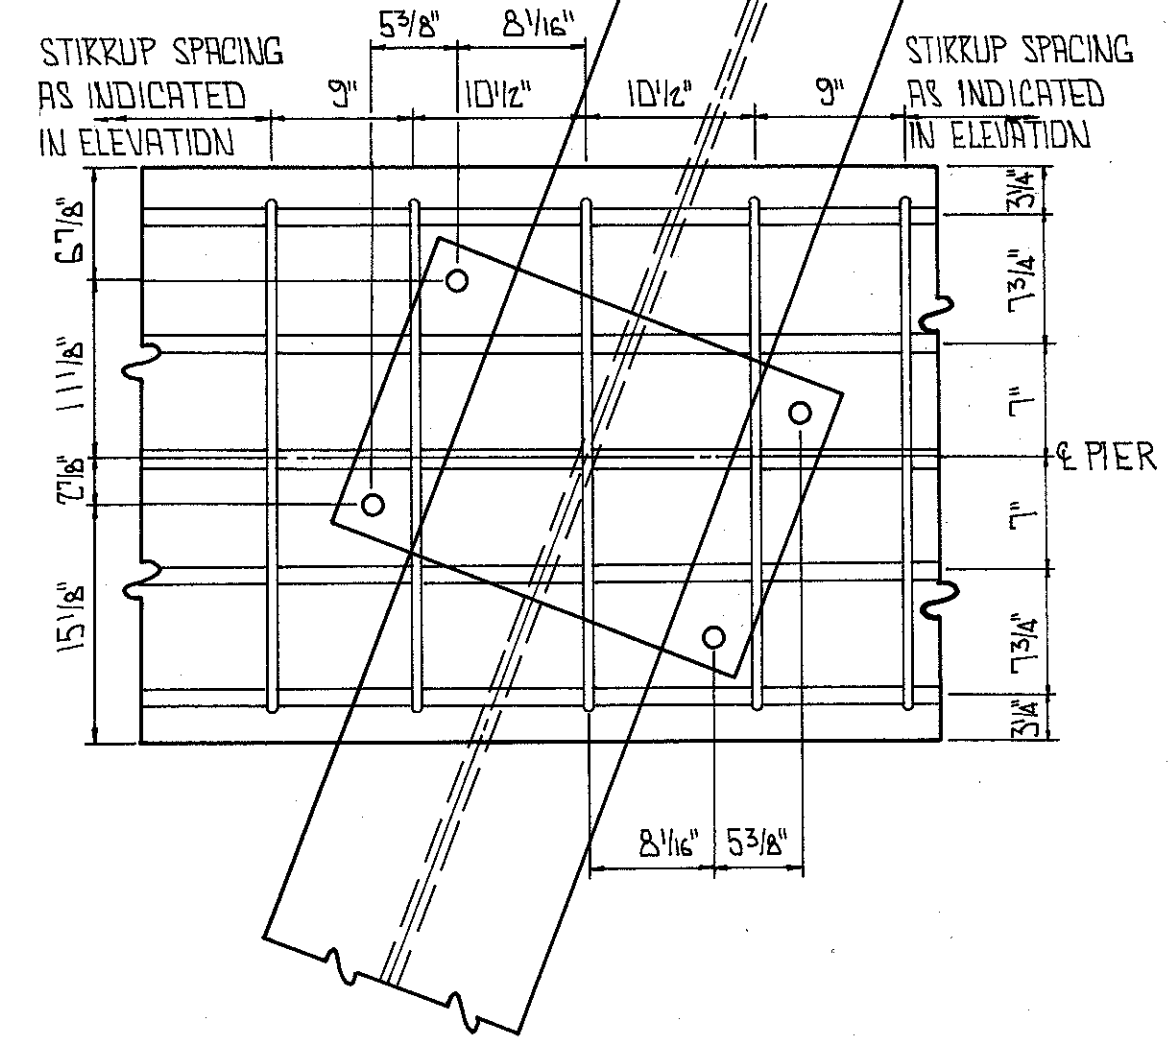 5 3/8" 8 1/16"
STIRRUP SPACING
AS INDICATED
IN ELEVATION
9" 10 1/2" 10 1/2" 9"
STIRRUP SPACING
AS INDICATED
IN ELEVATION
6 7/8"
11 1/8"
2 7/8"
15 1/8"
3 1/4"
7 3/4"
7"
℄ PIER
7"
7 3/4"
3 1/4"
8 1/16" 5 3/8"